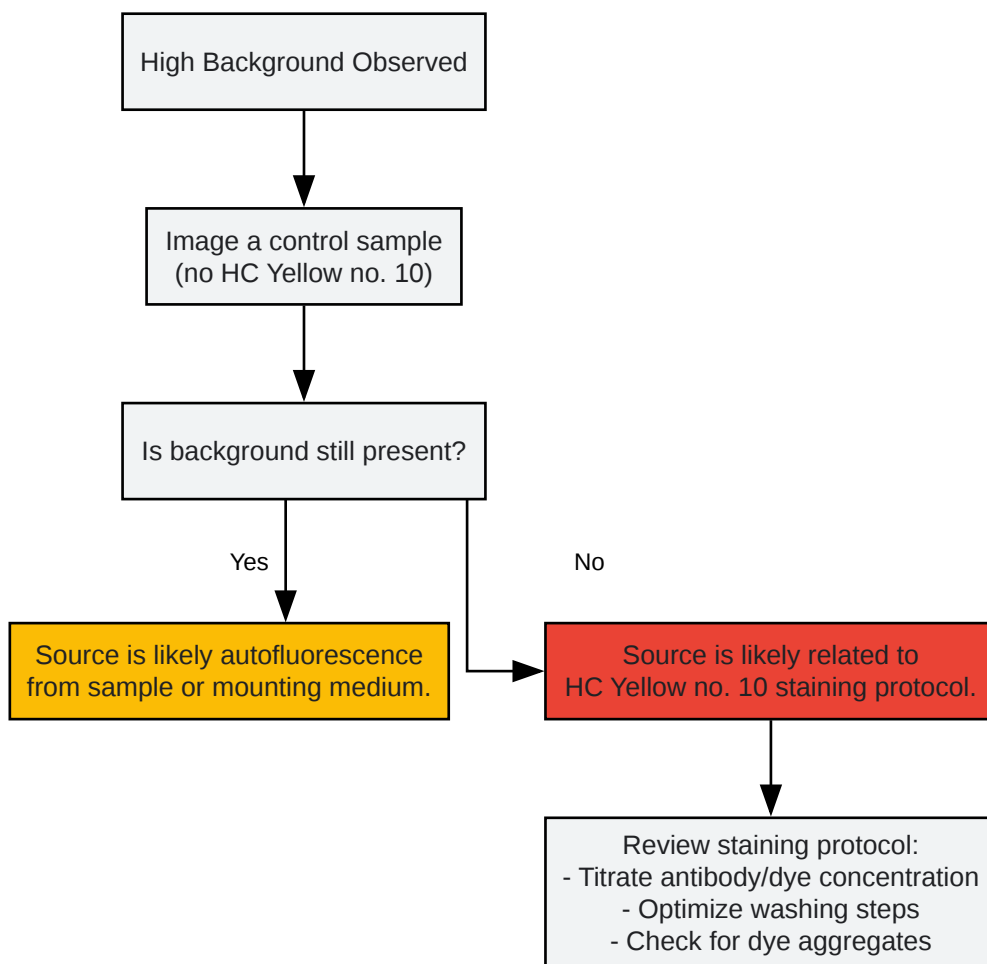 High Background Observed
Image a control sample
(no HC Yellow no. 10)
Is background still present?
Yes
No
Source is likely autofluorescence
from sample or mounting medium.
Source is likely related to
HC Yellow no. 10 staining protocol.
Review staining protocol:
- Titrate antibody/dye concentration
- Optimize washing steps
- Check for dye aggregates